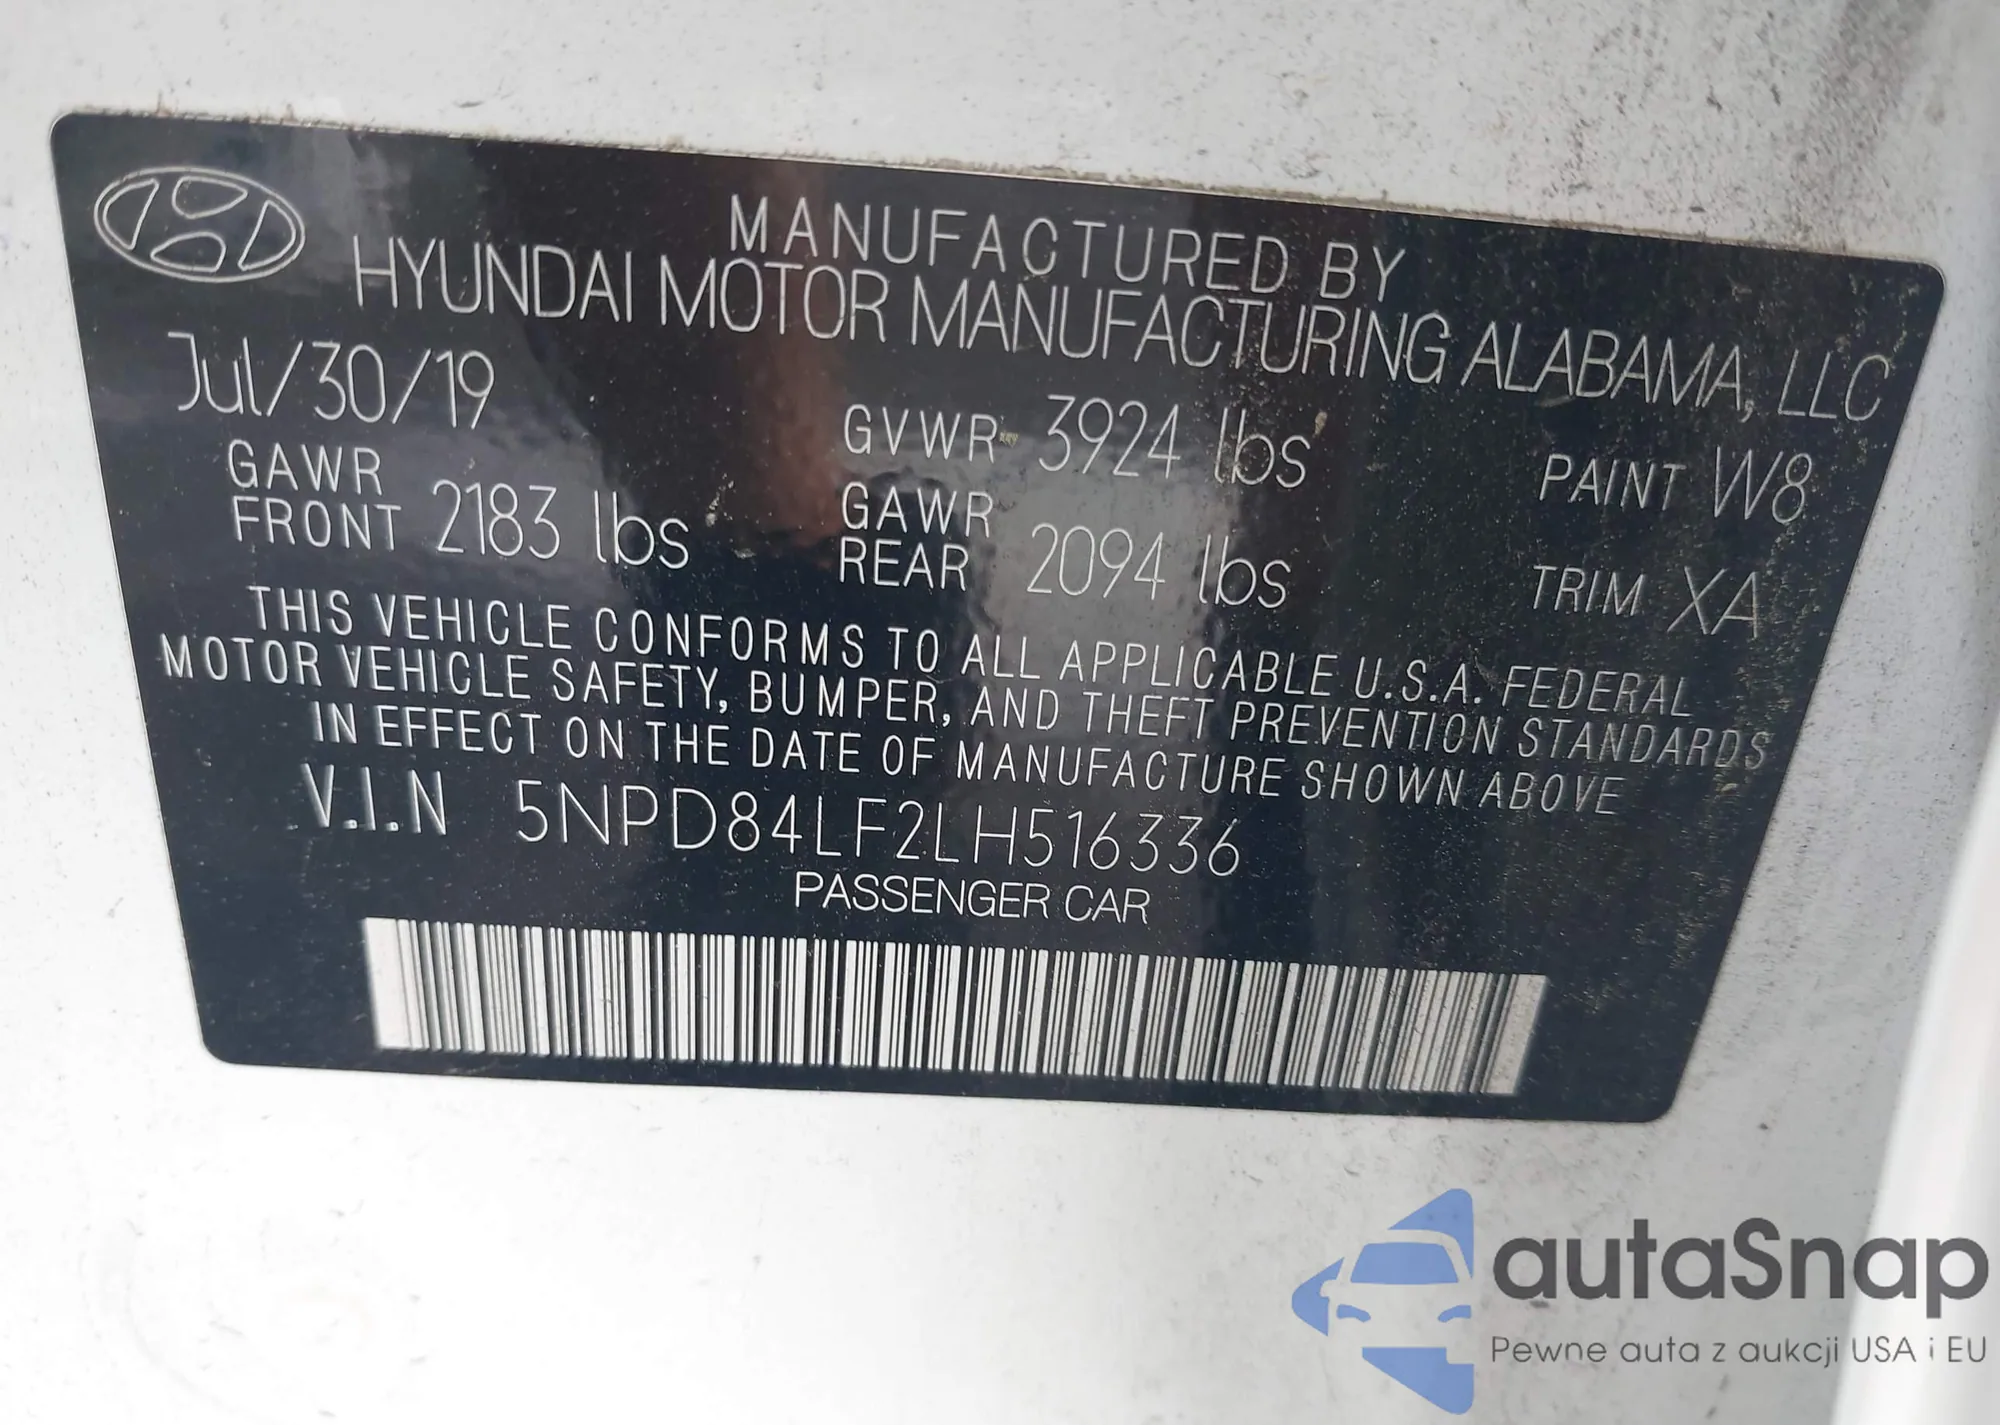 MANUFACTURED BY
HYUNDAI MOTOR MANUFACTURING ALABAMA, LLC
Jul/30/19 GVWR 3924 lbs PAINT W8
GAWR FRONT 2183 lbs GAWR REAR 2094 lbs TRIM XA
THIS VEHICLE CONFORMS TO ALL APPLICABLE U.S.A. FEDERAL
MOTOR VEHICLE SAFETY, BUMPER, AND THEFT PREVENTION STANDARDS
IN EFFECT ON THE DATE OF MANUFACTURE SHOWN ABOVE
V.I.N 5NPD84LF2LH516336
PASSENGER CAR
autaSnap
Pewne auta z aukcji USA i EU